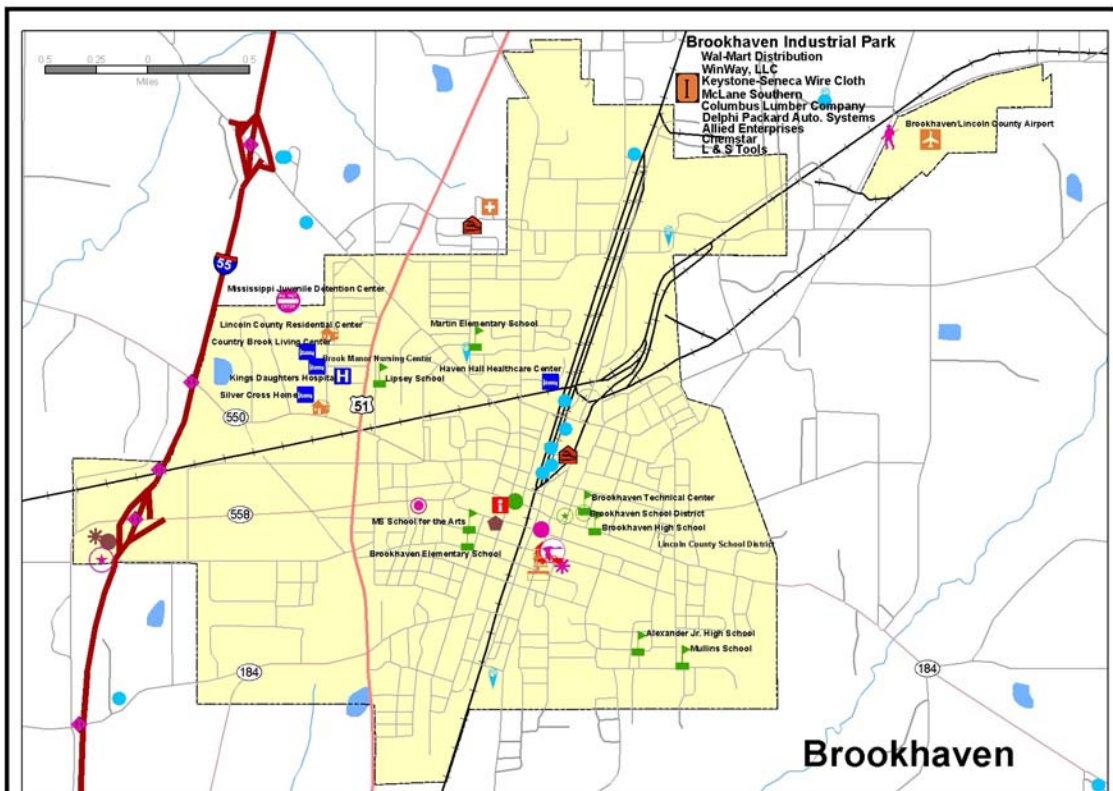 Brookhaven Industrial Park
Wal-Mart Distribution
WinWay, LLC
I
Keystone-Seneca Wire Cloth
McLane Southern
Columbus Lumber Company
Delphi Packard Auto. Systems
Allied Enterprises
Chemstar
L & S Tools
0.5 0.25 0 0.5
Miles
Brookhaven/Lincoln County Airport
55
Mississippi Juvenile Detention Center
Lincoln County Residential Center
Martin Elementary School
Country Brook Living Center
Brook Manor Nursing Center
Haven Hall Healthcare Center
Kings Daughters Hospital
H
Lipsey School
Silver Cross Home
51
550
Brookhaven Technical Center
i
558
MS School for the Arts
Brookhaven School District
Brookhaven High School
Lincoln County School District
Brookhaven Elementary School
Alexander Jr. High School
Mullins School
184
184
Brookhaven